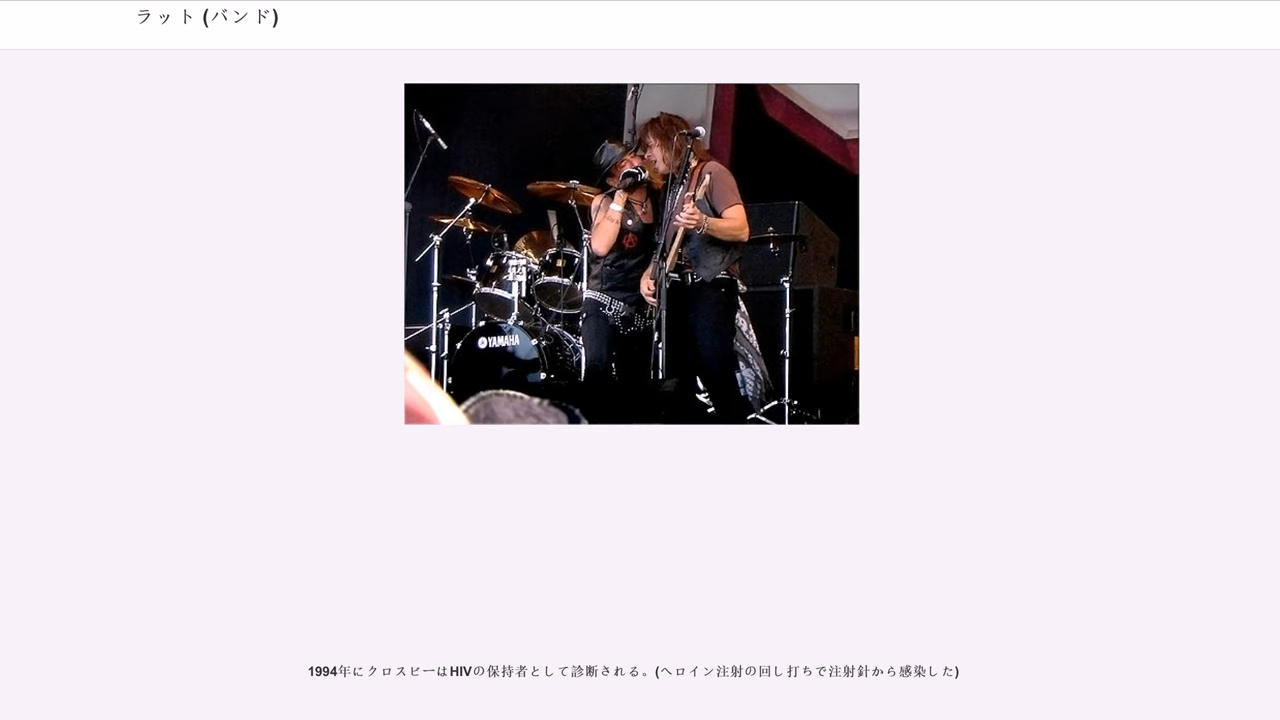 ラット (バンド)
YAMAHA
1994年にクロスビーはHIVの保持者として診断される。(ヘロイン注射の回し打ちで注射針から感染した)